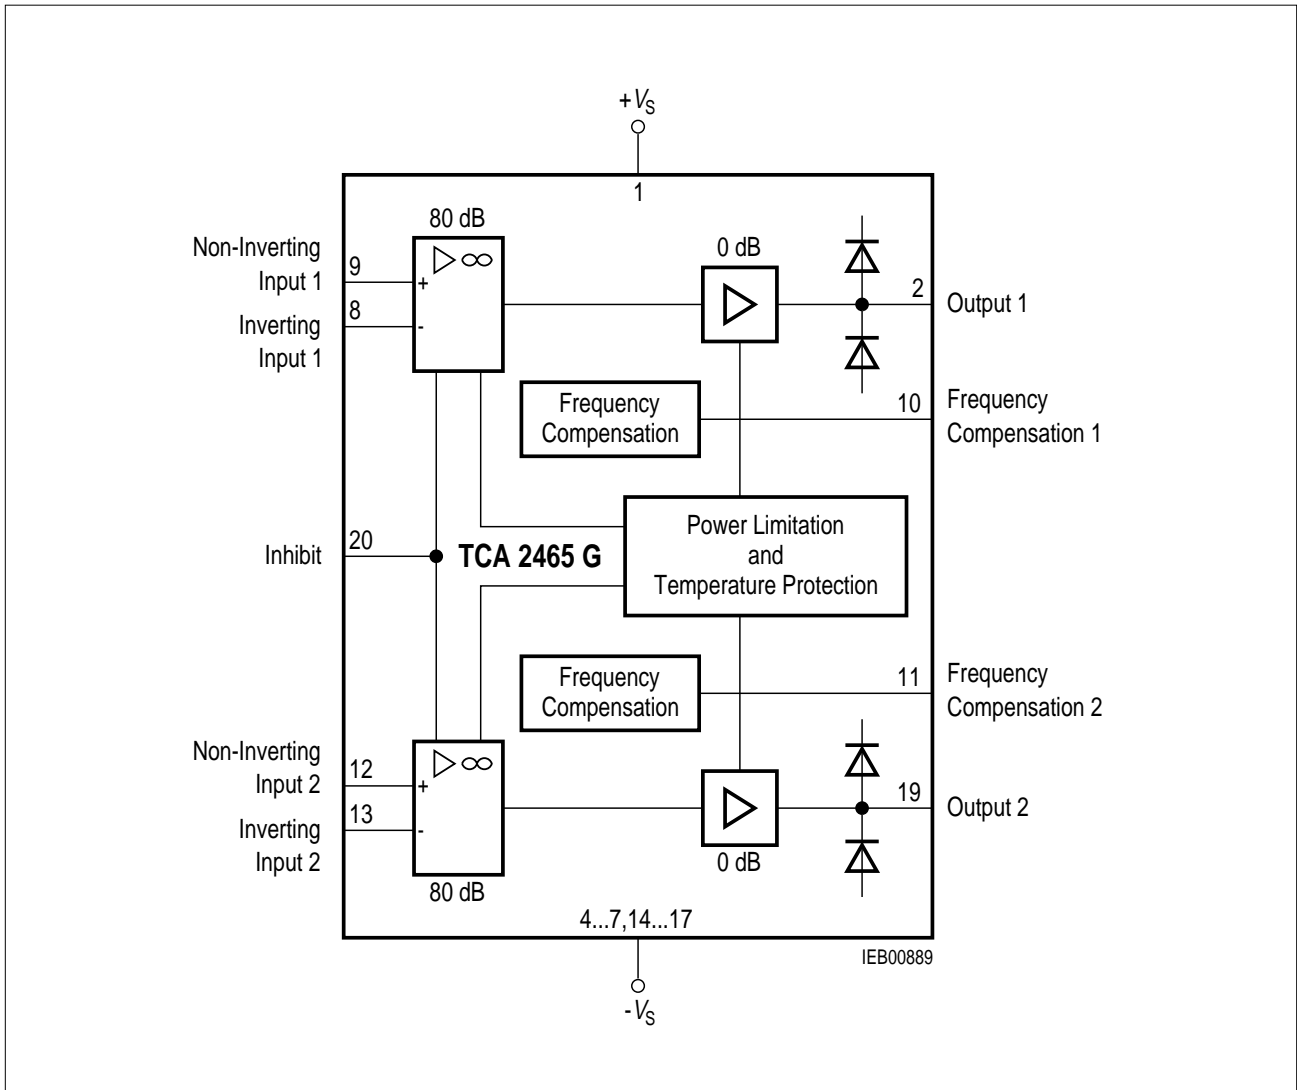 +VS
1
80 dB
0 dB
Non-Inverting
Input 1
9
+
▷ ∞
Inverting
Input 1
8
-
2
Output 1
Frequency
Compensation
10
Frequency
Compensation 1
Power Limitation
and
Temperature Protection
Inhibit
20
TCA 2465 G
Frequency
Compensation
11
Frequency
Compensation 2
Non-Inverting
Input 2
12
+
▷ ∞
Inverting
Input 2
13
-
19
Output 2
0 dB
80 dB
4...7,14...17
IEB00889
-VS